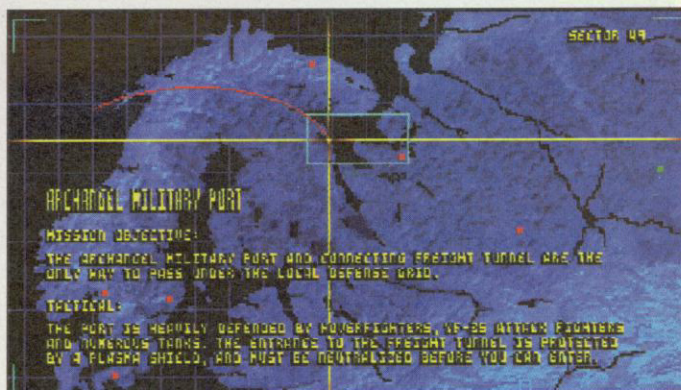 SECTOR 49
ARCHANGEL MILITARY PORT
MISSION OBJECTIVE:
THE ARCHANGEL MILITARY PORT AND CONNECTING FREIGHT TUNNEL ARE THE
ONLY WAY TO PASS UNDER THE LOCAL DEFENSE GRID.
TACTICAL:
THE PORT IS HEAVILY DEFENDED BY HOVERFIGHTERS, ATTACK FIGHTERS
AND NUMEROUS TANKS. THE ENTRANCE TO THE FREIGHT TUNNEL IS PROTECTED
BY A PLASMA SHIELD, AND MUST BE NEUTRALIZED BEFORE YOU CAN ENTER.